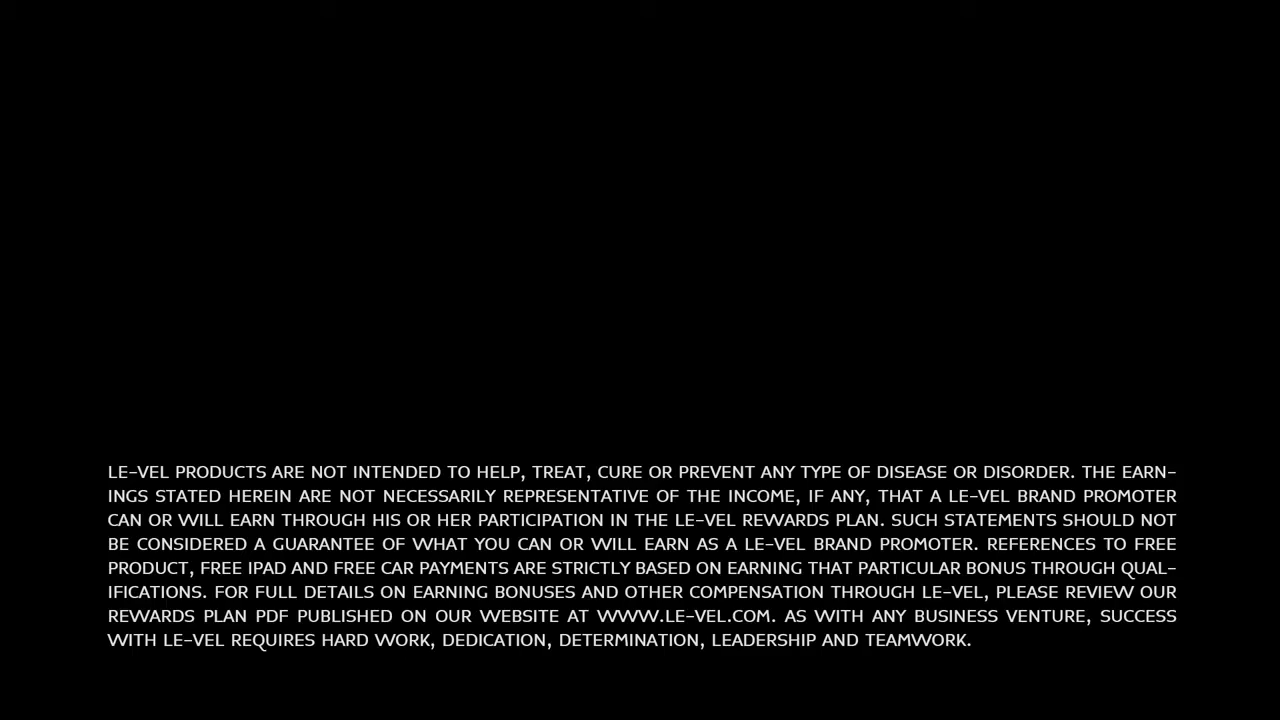 LE-VEL PRODUCTS ARE NOT INTENDED TO HELP, TREAT, CURE OR PREVENT ANY TYPE OF DISEASE OR DISORDER. THE EARN-
INGS STATED HEREIN ARE NOT NECESSARILY REPRESENTATIVE OF THE INCOME, IF ANY, THAT A LE-VEL BRAND PROMOTER
CAN OR WILL EARN THROUGH HIS OR HER PARTICIPATION IN THE LE-VEL REWARDS PLAN. SUCH STATEMENTS SHOULD NOT
BE CONSIDERED A GUARANTEE OF WHAT YOU CAN OR WILL EARN AS A LE-VEL BRAND PROMOTER. REFERENCES TO FREE
PRODUCT, FREE IPAD AND FREE CAR PAYMENTS ARE STRICTLY BASED ON EARNING THAT PARTICULAR BONUS THROUGH QUAL-
IFICATIONS. FOR FULL DETAILS ON EARNING BONUSES AND OTHER COMPENSATION THROUGH LE-VEL, PLEASE REVIEW OUR
REWARDS PLAN PDF PUBLISHED ON OUR WEBSITE AT WWW.LE-VEL.COM. AS WITH ANY BUSINESS VENTURE, SUCCESS
WITH LE-VEL REQUIRES HARD WORK, DEDICATION, DETERMINATION, LEADERSHIP AND TEAMWORK.